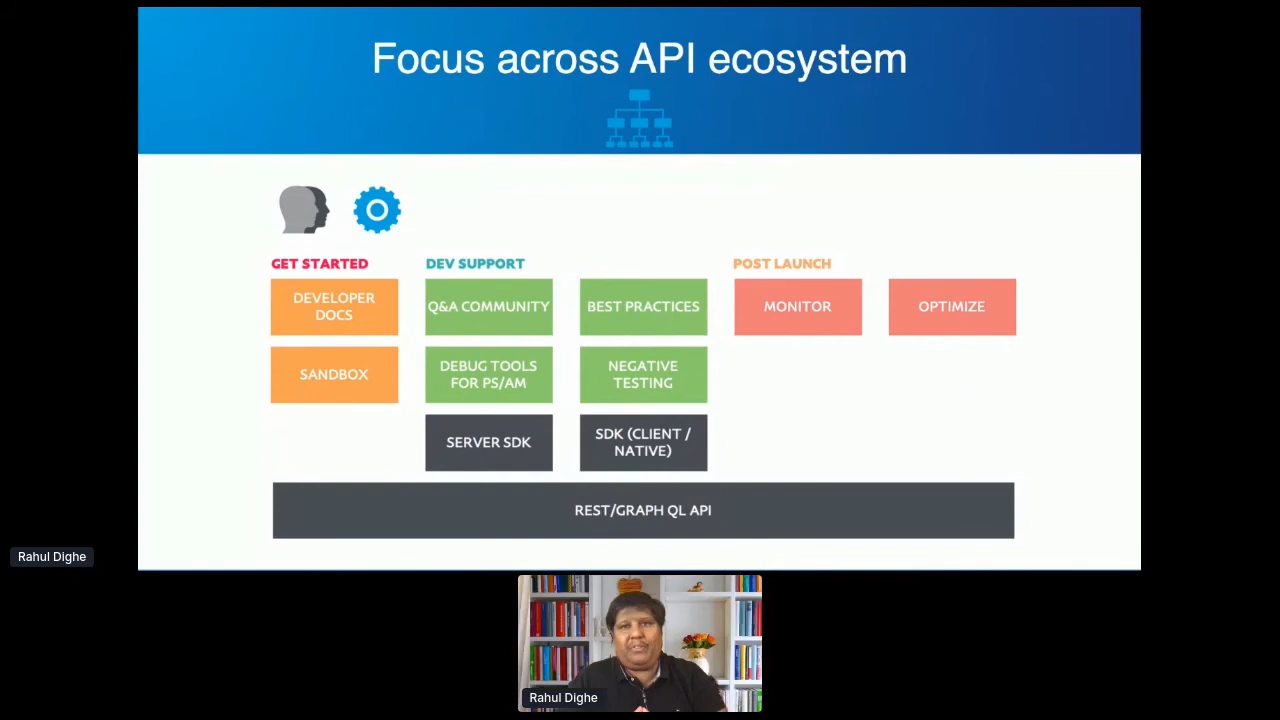 Focus across API ecosystem
GET STARTED
DEV SUPPORT
POST LAUNCH
DEVELOPER
DOCS
Q&A COMMUNITY
BEST PRACTICES
MONITOR
OPTIMIZE
SANDBOX
DEBUG TOOLS
FOR PS/AM
NEGATIVE
TESTING
SERVER SDK
SDK (CLIENT /
NATIVE)
REST/GRAPH QL API
Rahul Dighe
Rahul Dighe